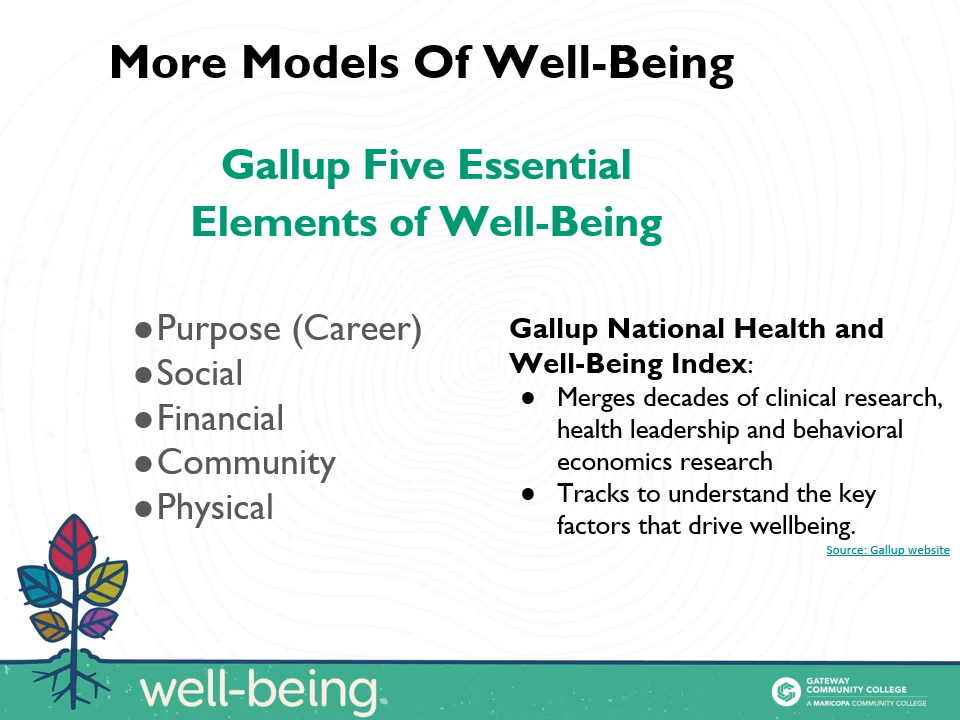 More Models Of Well-Being
Gallup Five Essential
Elements of Well-Being
●Purpose (Career)
●Social
●Financial
●Community
●Physical
Gallup National Health and
Well-Being Index:
● Merges decades of clinical research,
health leadership and behavioral
economics research
● Tracks to understand the key
factors that drive wellbeing.
Source: Gallup website
well-being.
GATEWAY
COMMUNITY COLLEGE
A MARICOPA COMMUNITY COLLEGE